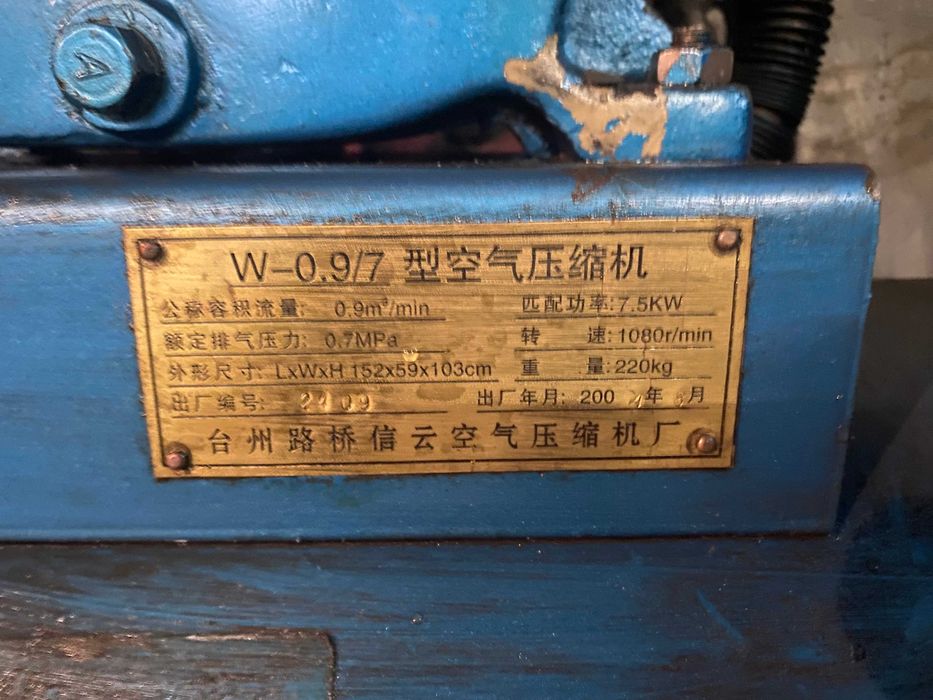 W-0.9/7 型空气压缩机
公称容积流量: 0.9m³/min 匹配功率: 7.5KW
额定排气压力: 0.7MPa 转 速: 1080r/min
外形尺寸: LxWxH 152x59x103cm 重 量: 220kg
出厂编号: 出厂年月: 200 年 月
台州路桥信云空气压缩机厂